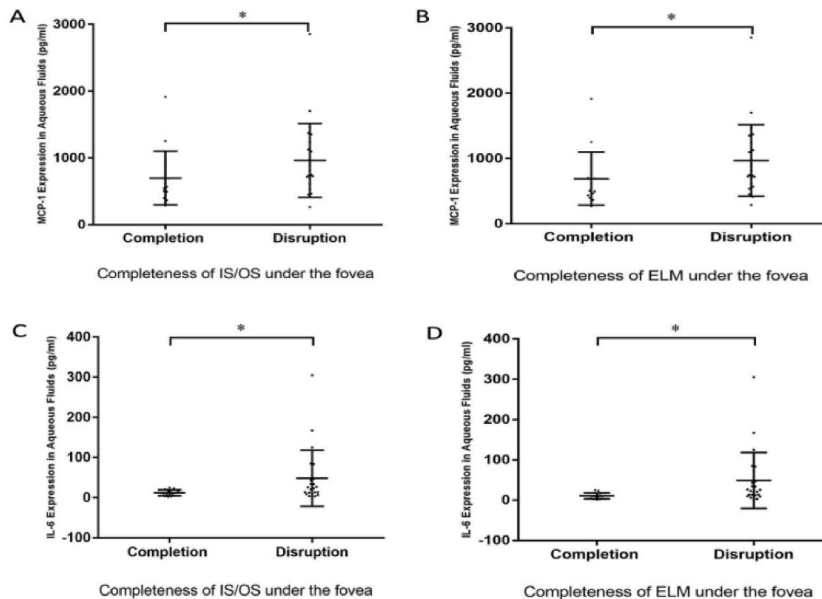 A
MCP-1 Expression in Aqueous Fluids (pg/ml)
3000
2000
1000
0
*
Completion Disruption
Completeness of IS/OS under the fovea
B
MCP-1 Expression in Aqueous Fluids (pg/ml)
3000
2000
1000
0
*
Completion Disruption
Completeness of ELM under the fovea
C
IL-6 Expression in Aqueous Fluids (pg/ml)
400
300
200
100
0
-100
*
Completion Disruption
Completeness of IS/OS under the fovea
D
IL-6 Expression in Aqueous Fluids (pg/ml)
400
300
200
100
0
-100
*
Completion Disruption
Completeness of ELM under the fovea